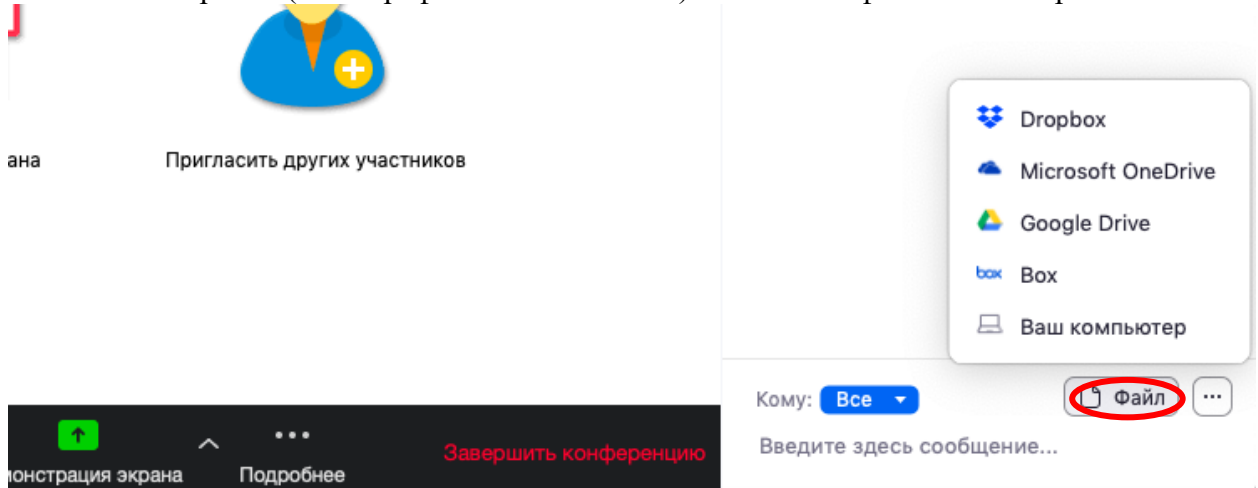 ана
Пригласить других участников
Dropbox
Microsoft OneDrive
Google Drive
box Box
Ваш компьютер
Кому: Все
Файл
Введите здесь сообщение...
монстрация экрана
Подробнее
Завершить конференцию